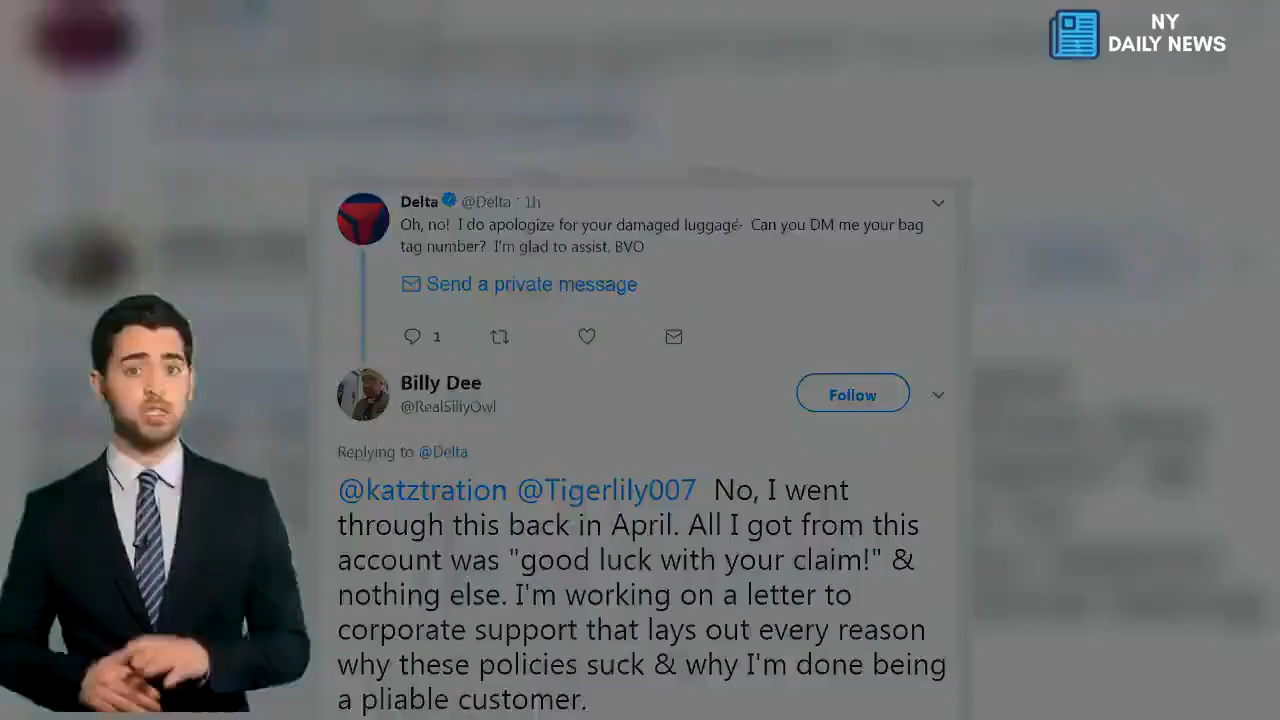 NY
DAILY NEWS
Delta @Delta · 1h
Oh, no! I do apologize for your damaged luggage. Can you DM me your bag
tag number? I'm glad to assist. BVO
Send a private message
1
Billy Dee
@RealSillyOwl
Follow
Replying to @Delta
@katztration @Tigerlily007 No, I went
through this back in April. All I got from this
account was "good luck with your claim!" &
nothing else. I'm working on a letter to
corporate support that lays out every reason
why these policies suck & why I'm done being
a pliable customer.